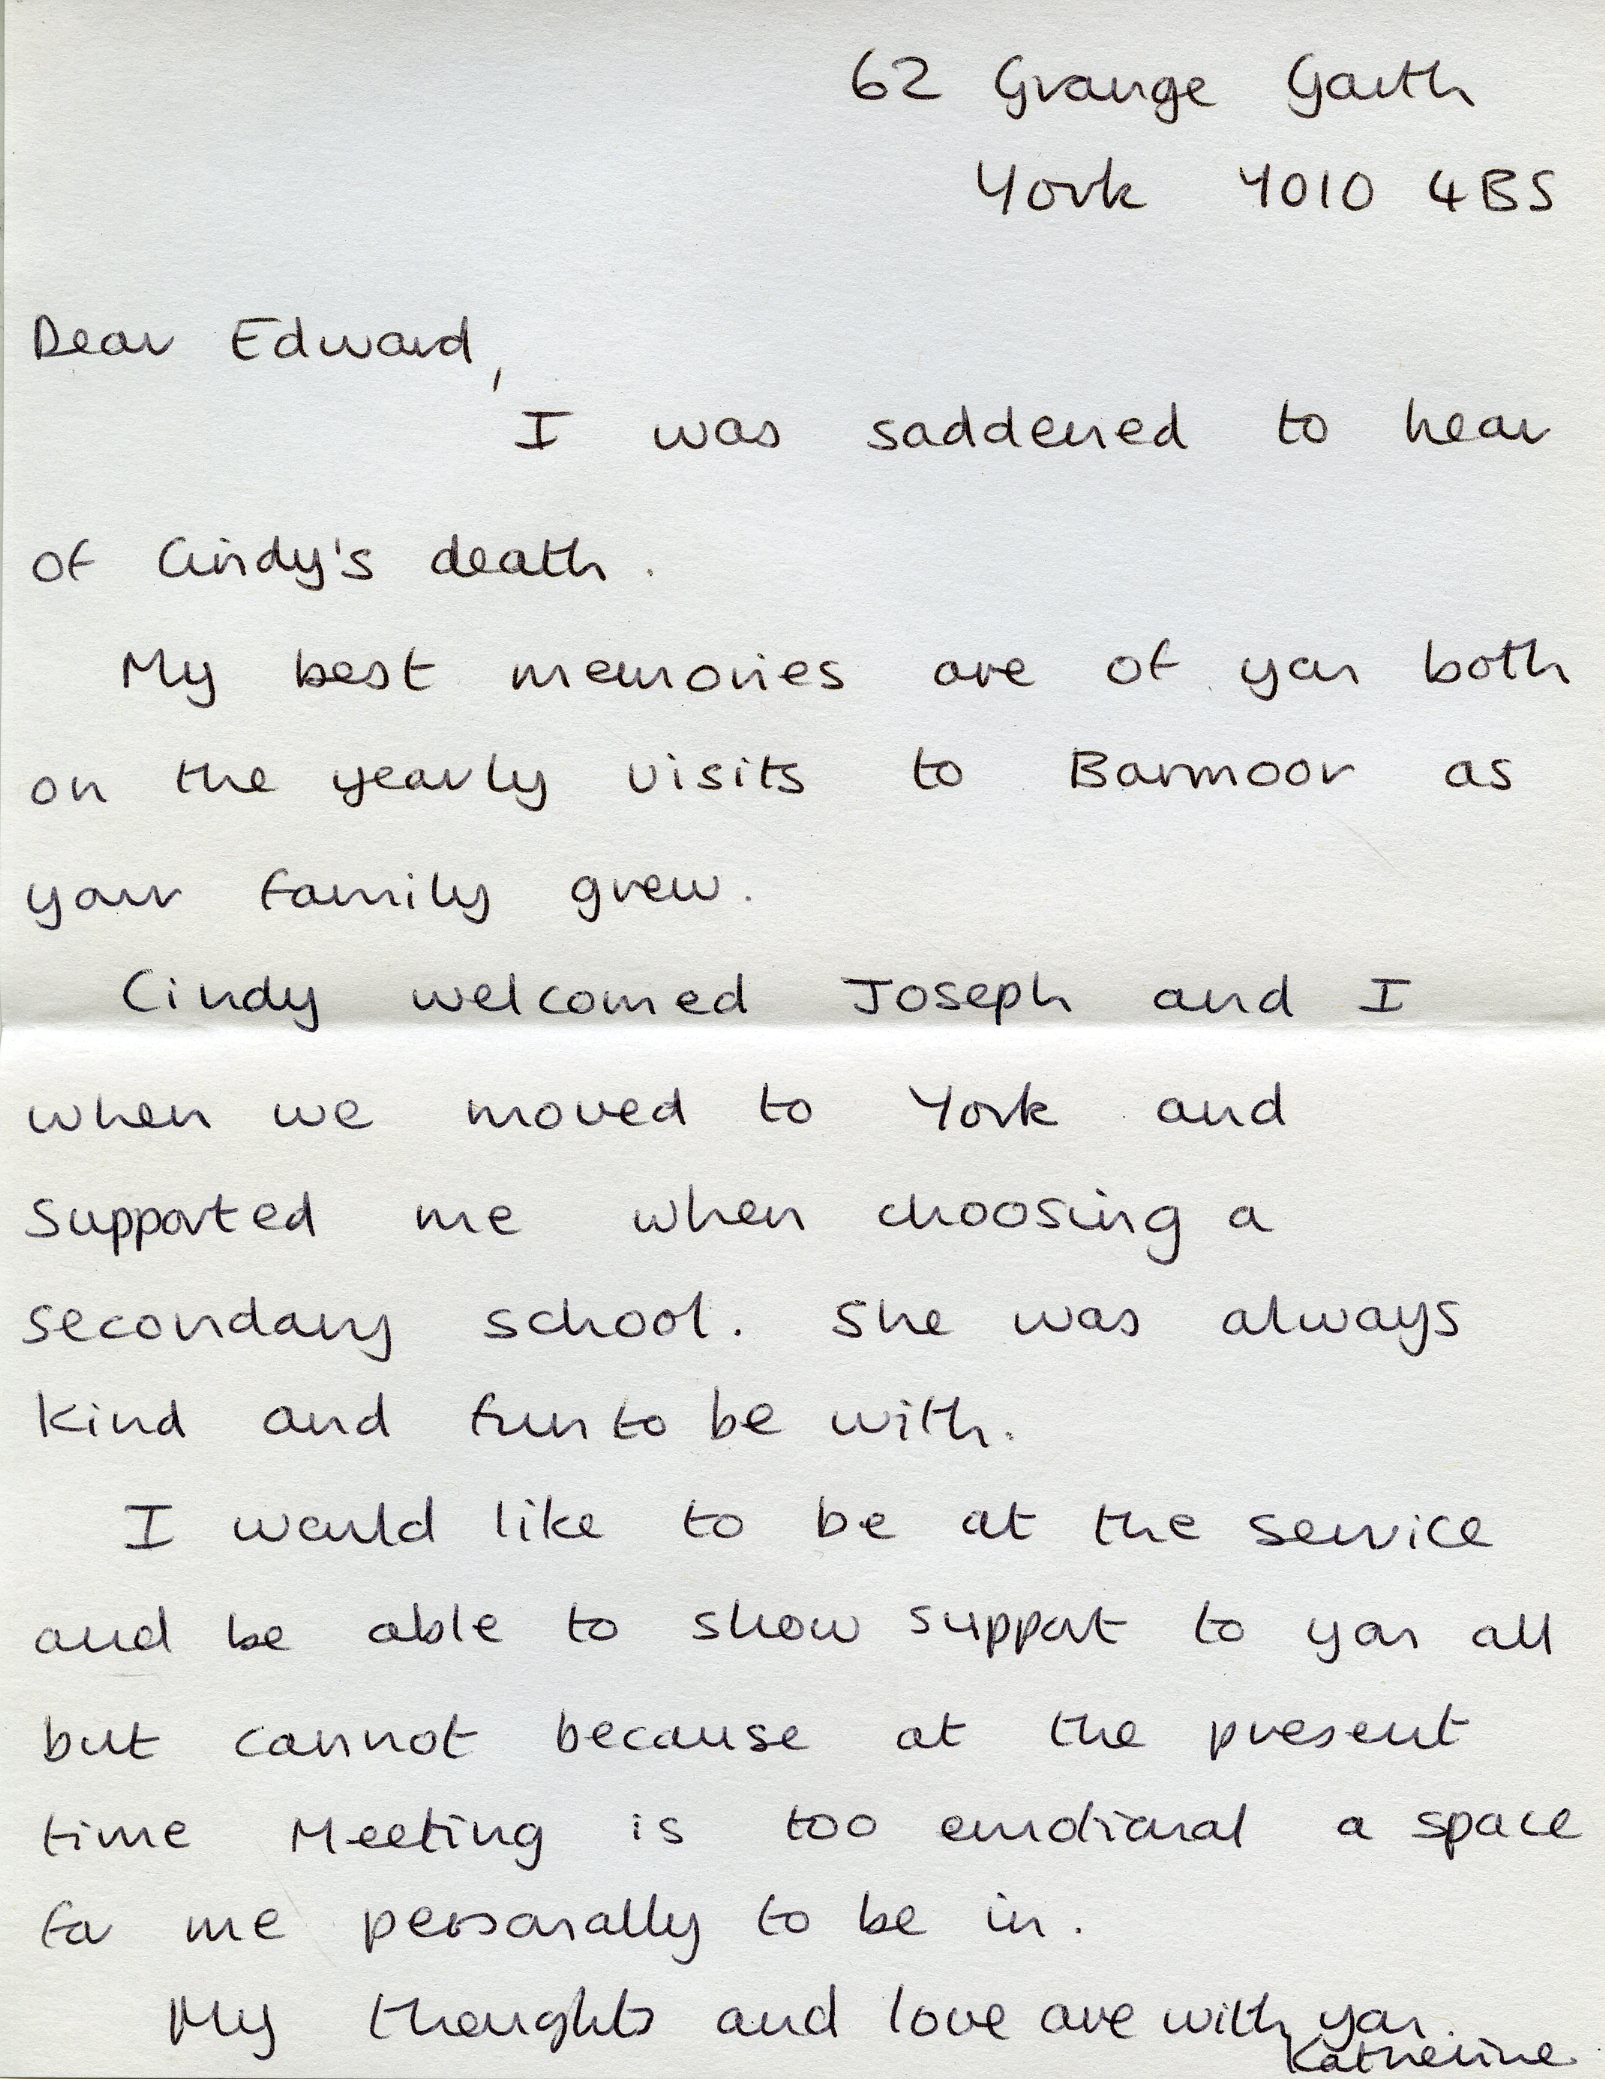 62 Grange Garth
York YO10 4BS
Dear Edward,
I was saddened to hear
of Cindy's death.
My best memories are of you both
on the yearly visits to Barmoor as
your family grew.
Cindy welcomed Joseph and I
when we moved to York and
supported me when choosing a
secondary school. She was always
kind and fun to be with.
I would like to be at the service
and be able to show support to you all
but cannot because at the present
time Meeting is too emotional a space
for me personally to be in.
My thoughts and love are with you.
Katherine